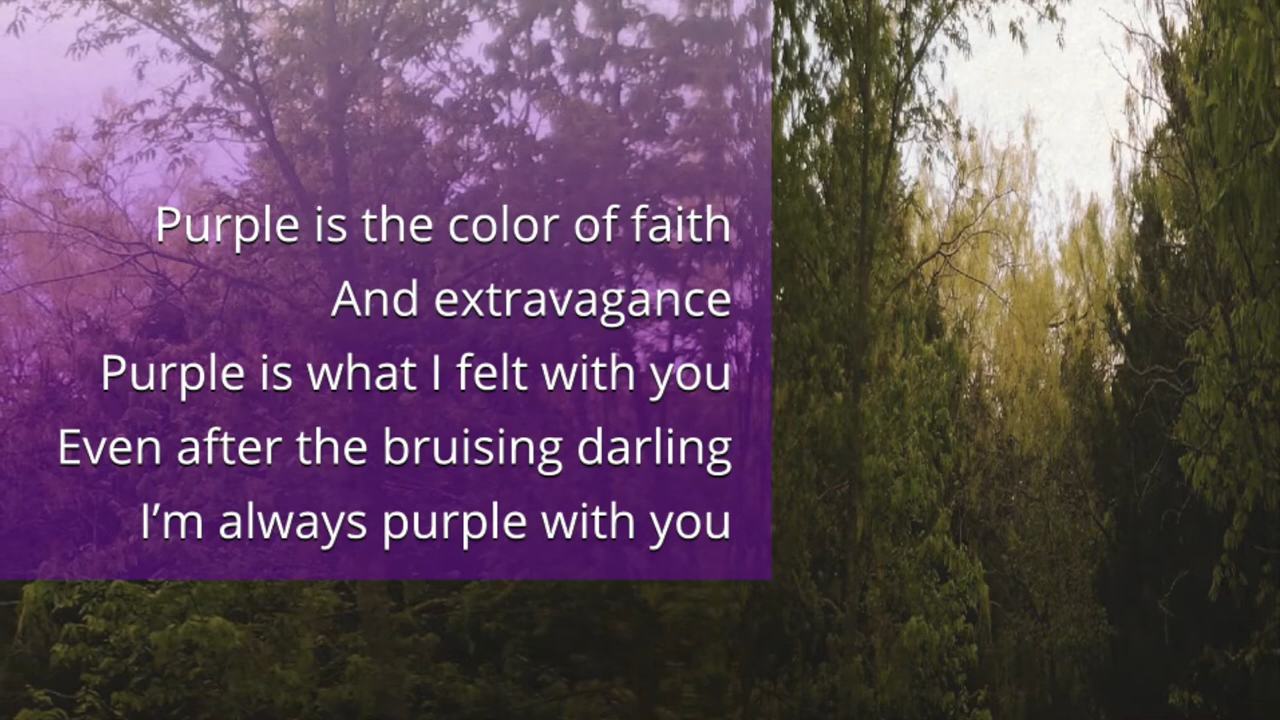 Purple is the color of faith
And extravagance
Purple is what I felt with you
Even after the bruising darling
I’m always purple with you